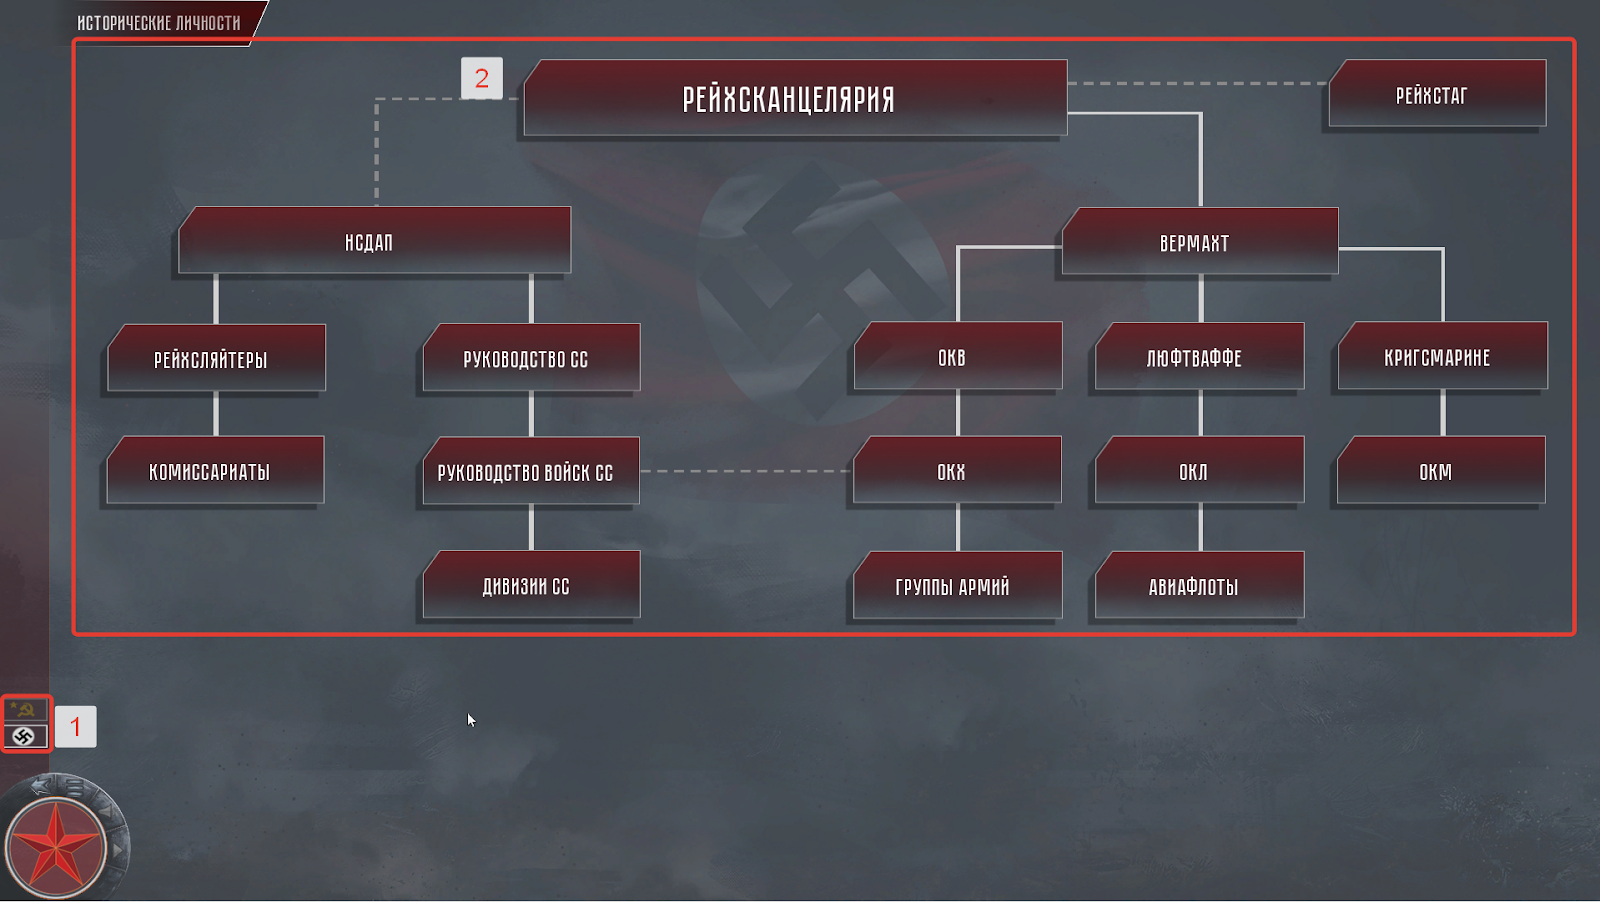 ИСТОРИЧЕСКИЕ ЛИЧНОСТИ
2
РЕЙХСКАНЦЕЛЯРИЯ
РЕЙХСТАГ
НСДАП
ВЕРМАХТ
РЕЙХСЛЯЙТЕРЫ
РУКОВОДСТВО СС
ОКВ
ЛЮФТВАФФЕ
КРИГСМАРИНЕ
КОМИССАРИАТЫ
РУКОВОДСТВО ВОЙСК СС
ОКХ
ОКЛ
ОКМ
ДИВИЗИИ СС
ГРУППЫ АРМИЙ
АВИАФЛОТЫ
1